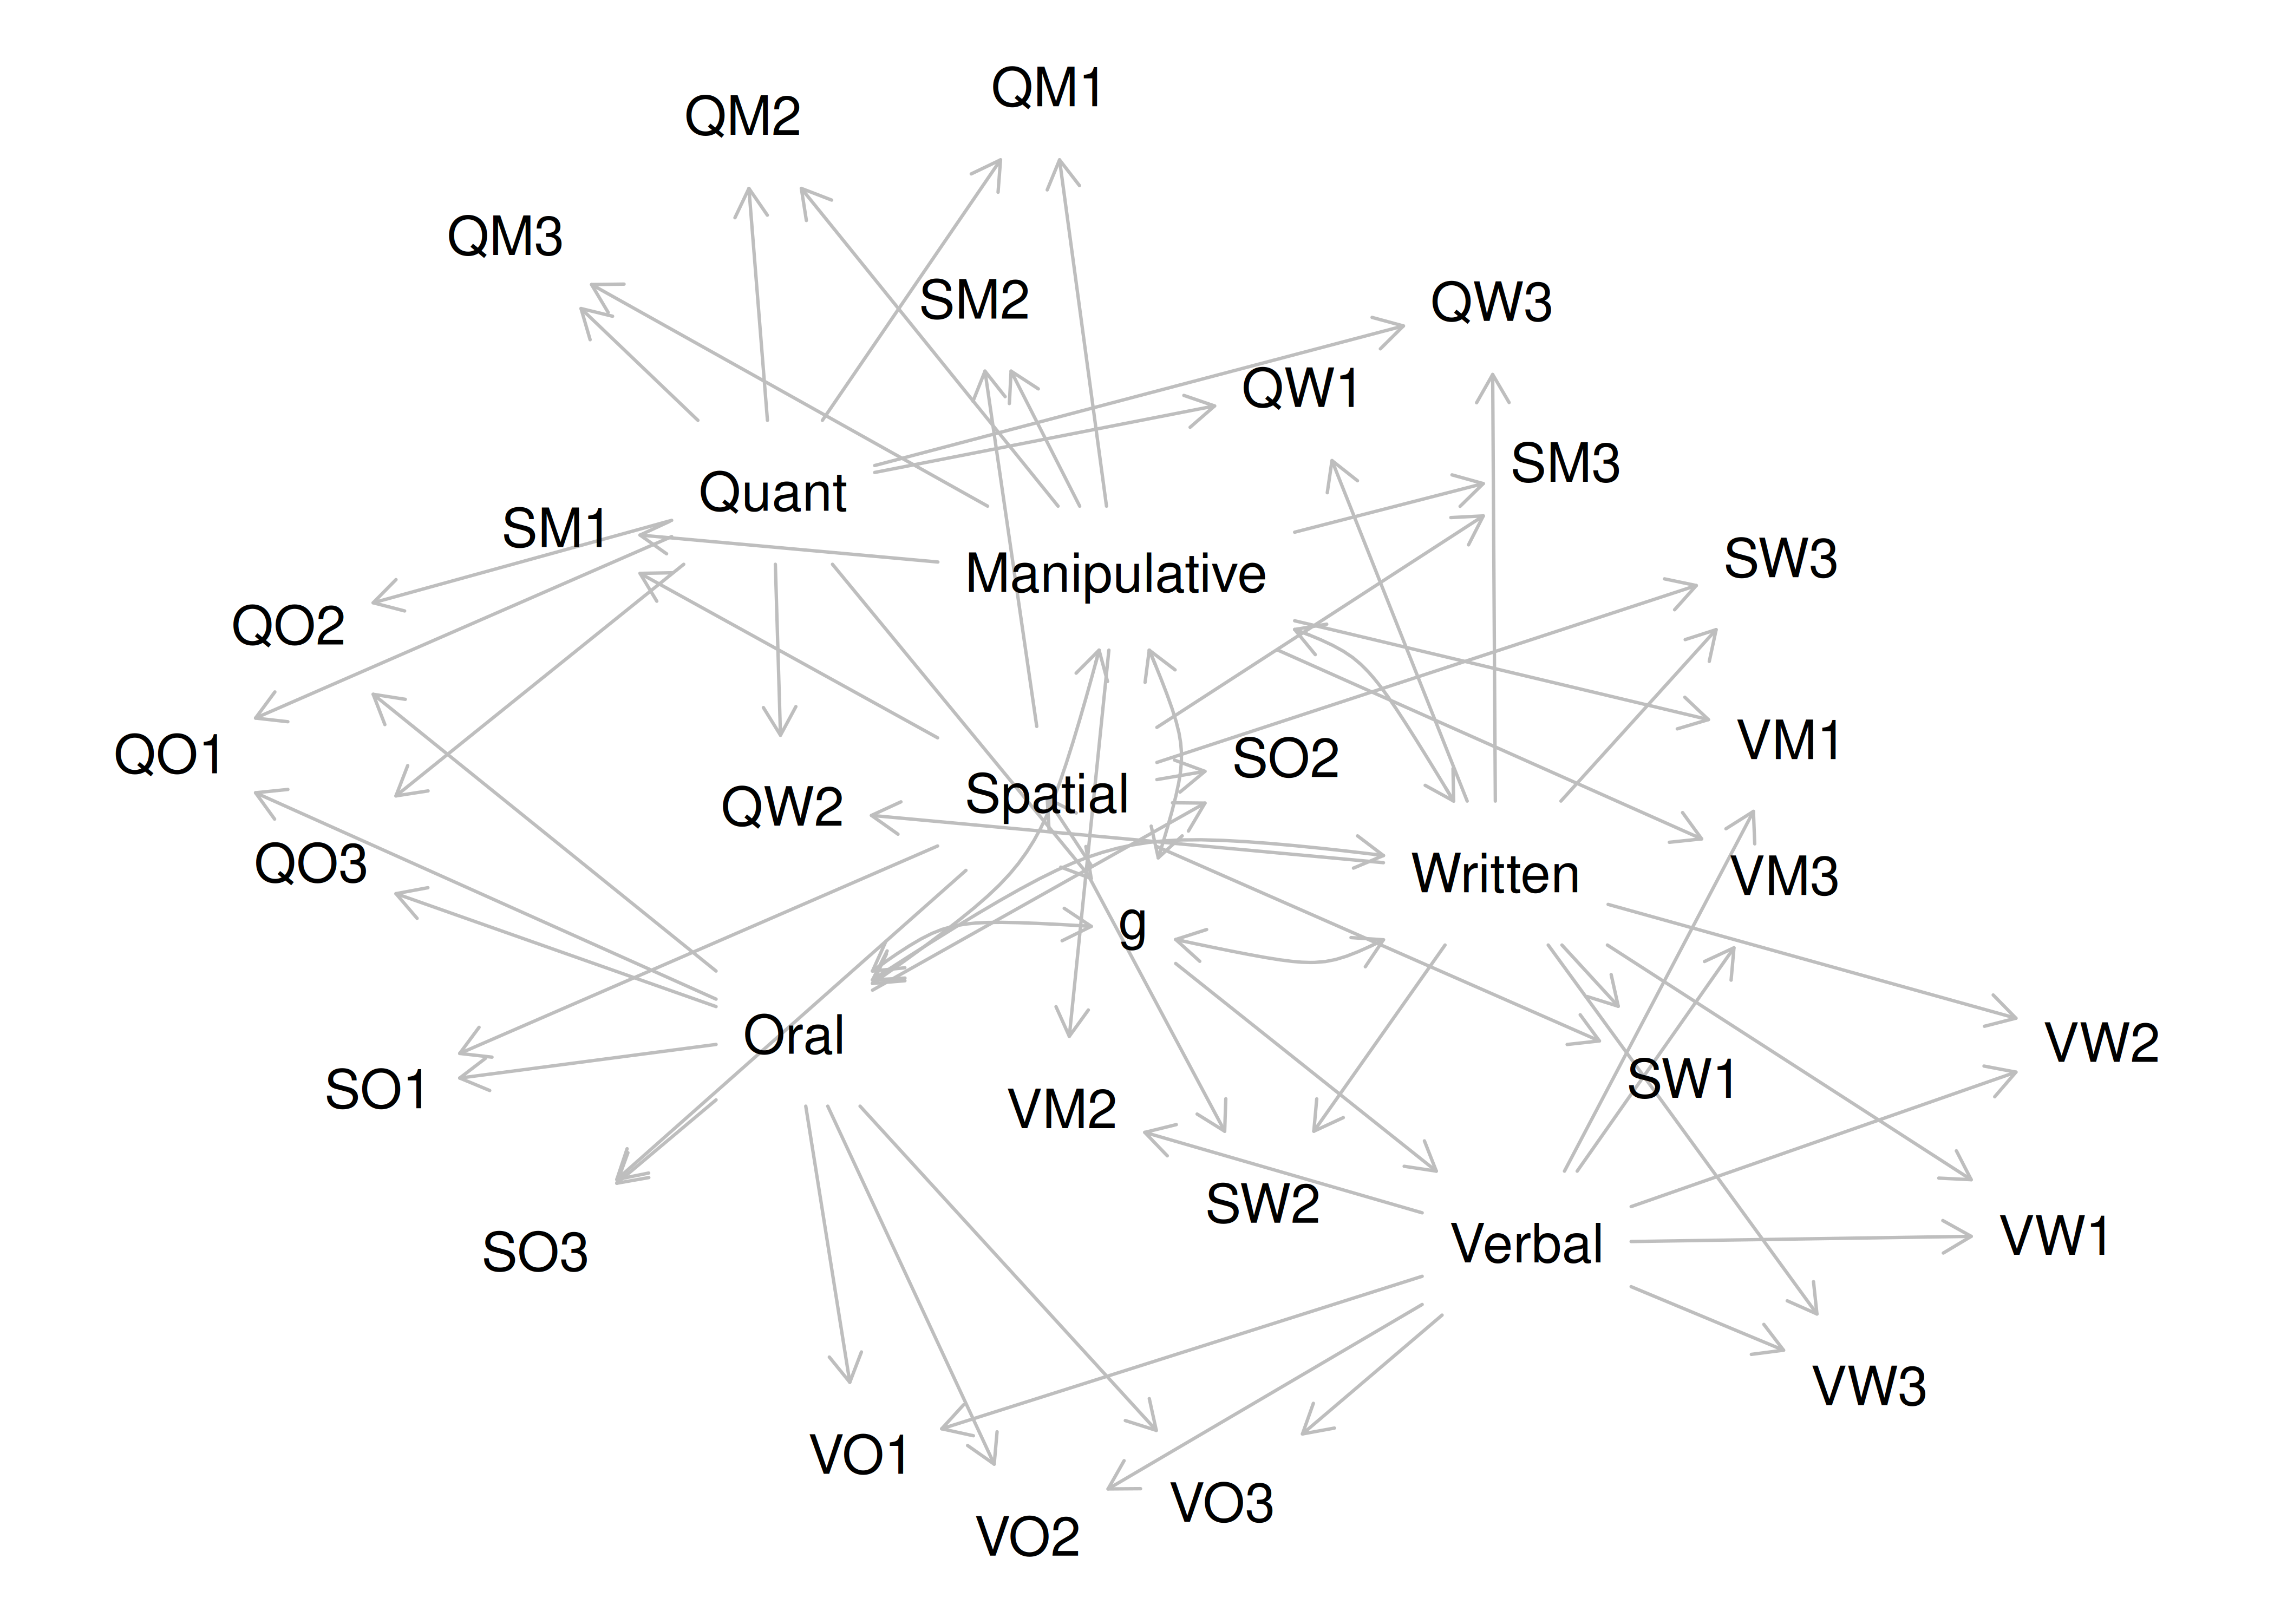 QM1
QM2
QM3
SM2
QW3
QW1
SM3
Quant
SM1
SW3
Manipulative
QO2
VM1
QO1
SO2
Spatial
QW2
QO3
Written
VM3
g
Oral
VW2
SW1
SO1
VM2
SW2
VW1
Verbal
SO3
VW3
VO1
VO3
VO2